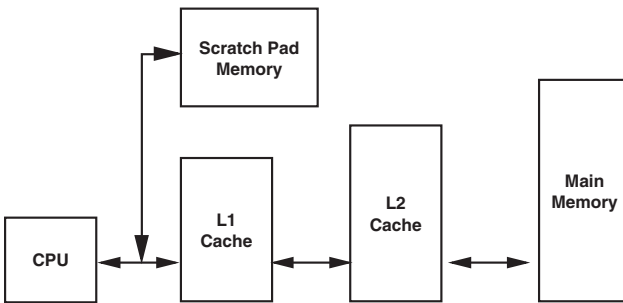 Scratch Pad
Memory
CPU
L1
Cache
L2
Cache
Main
Memory